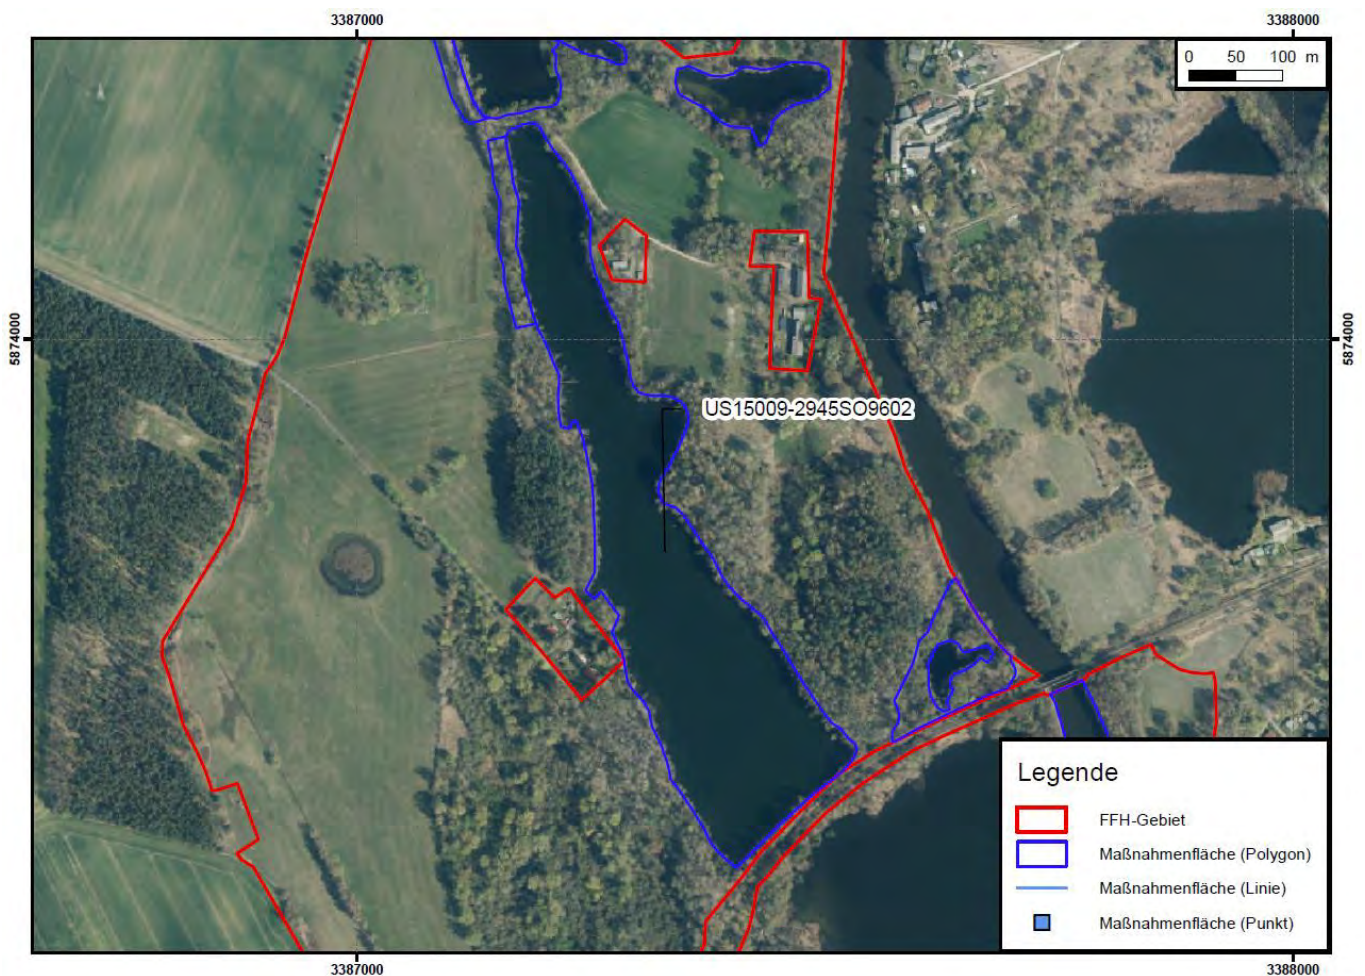 3387000
3388000
0 50 100 m
5874000
5874000
US15009-2945SO9602
Legende
FFH-Gebiet
Maßnahmenfläche (Polygon)
Maßnahmenfläche (Linie)
Maßnahmenfläche (Punkt)
3387000
3388000